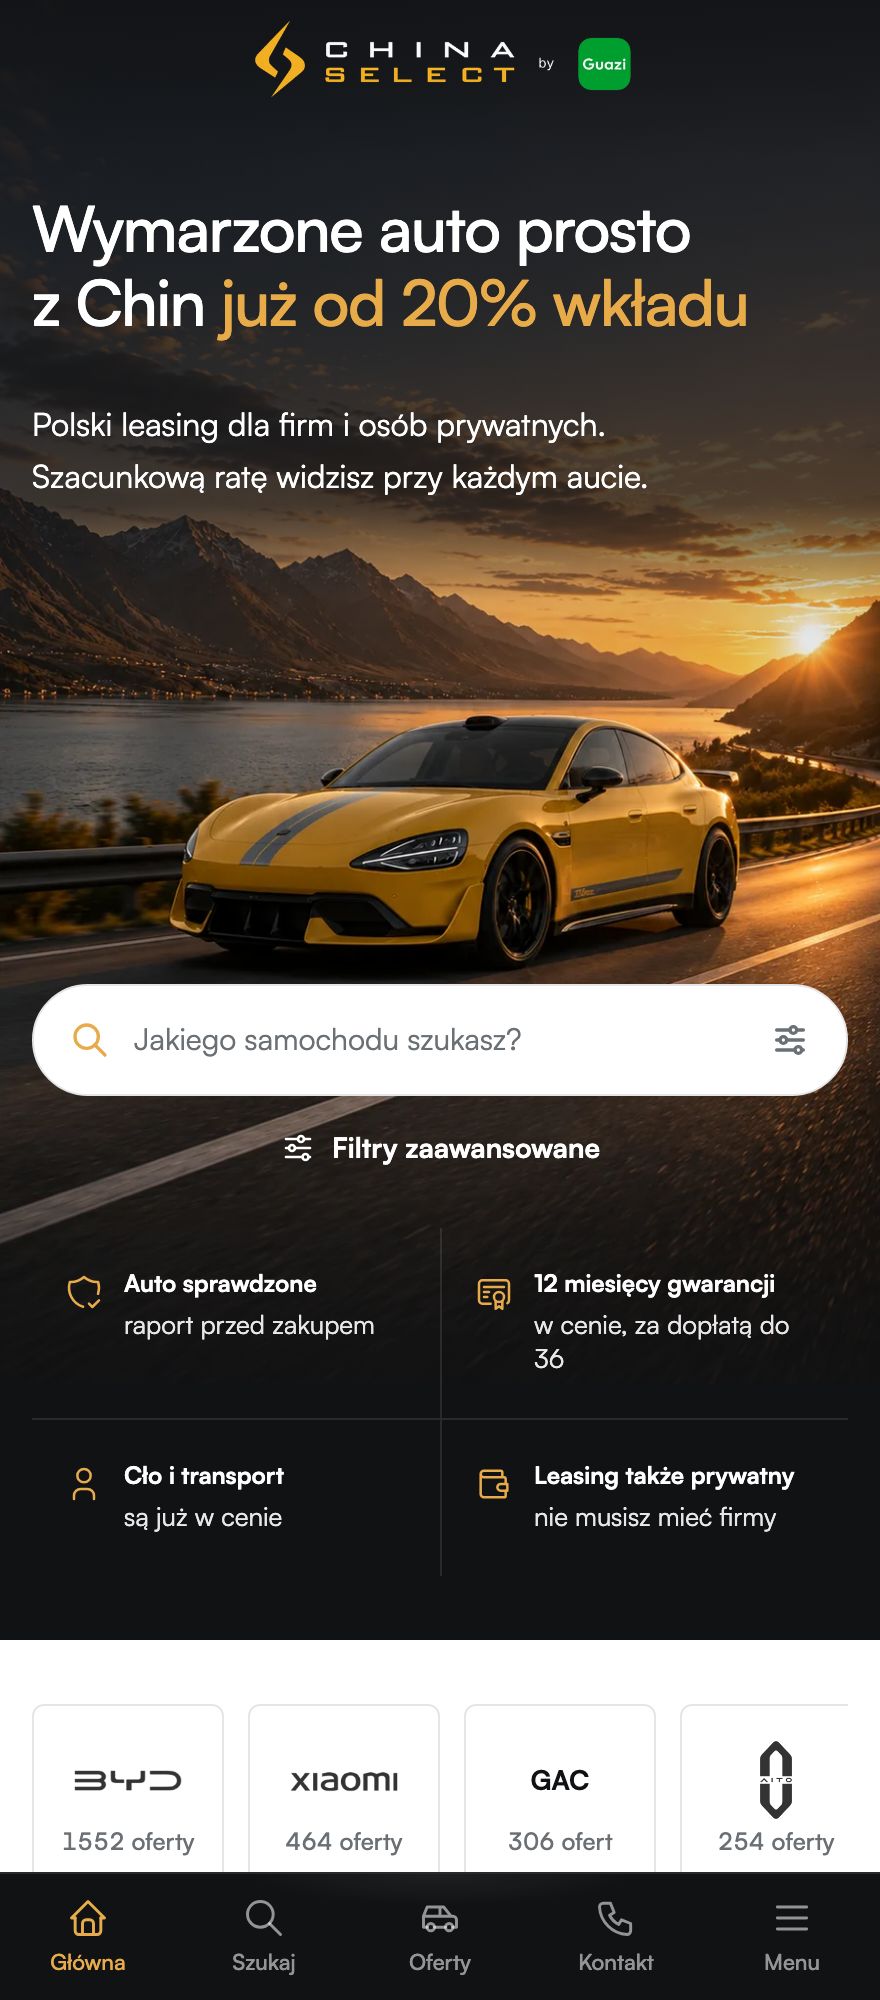 CHINA
SELECT
by
Guazi
Wymarzone auto prosto
z Chin już od 20% wkładu
Polski leasing dla firm i osób prywatnych.
Szacunkową ratę widzisz przy każdym aucie.
Jakiego samochodu szukasz?
Filtry zaawansowane
Auto sprawdzone
raport przed zakupem
12 miesięcy gwarancji
w cenie, za dopłatą do
36
Cło i transport
są już w cenie
Leasing także prywatny
nie musisz mieć firmy
BYD
xiaomi
GAC
AITO
1552 oferty
464 oferty
306 ofert
254 oferty
Główna
Szukaj
Oferty
Kontakt
Menu